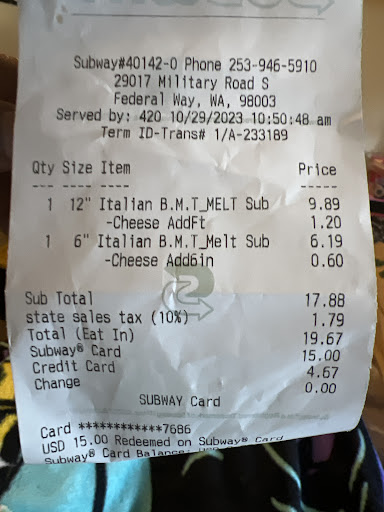 Subway#40142-0 Phone 253-946-5910
29017 Military Road S
Federal Way, WA, 98003
Served by: 420 10/29/2023 10:50:48 am
Term ID-Trans# 1/A-233189
Qty Size Item Price
--- ---- ---- -----
1 12" Italian B.M.T_MELT Sub 9.89
-Cheese AddFt 1.20
1 6" Italian B.M.T_Melt Sub 6.19
-Cheese Add6in 0.60
Sub Total 17.88
state sales tax (10%) 1.79
Total (Eat In) 19.67
Subway® Card 15.00
Credit Card 4.67
Change 0.00
SUBWAY Card
Card ************7686
USD 15.00 Redeemed on Subway® Card
Subway® Card Balance: